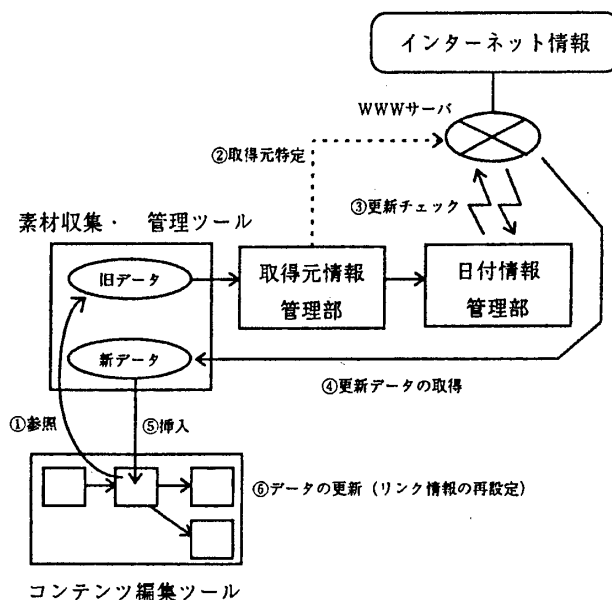 インターネット情報
WWWサーバ
②取得元特定
③更新チェック
素材収集・　管理ツール
旧データ
取得元情報
管理部
日付情報
管理部
新データ
④更新データの取得
①参照
⑤挿入
⑥データの更新（リンク情報の再設定）
コンテンツ編集ツール